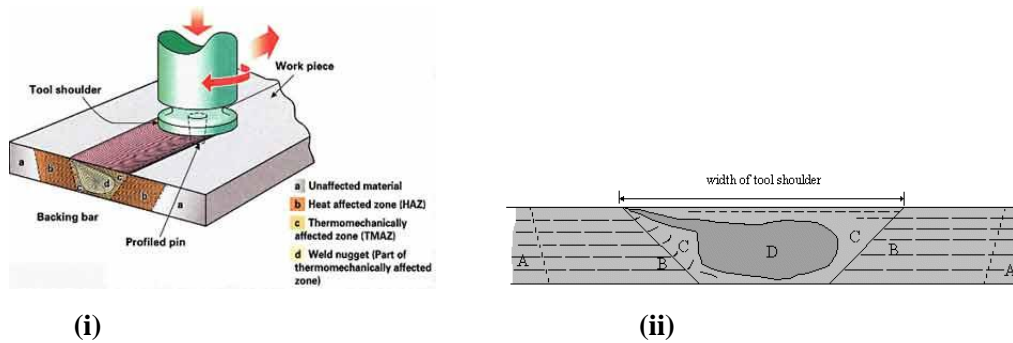 Tool shoulder
Work piece
a
b
c
d
c
b
a
Backing bar
Profiled pin
a Unaffected material
b Heat affected zone (HAZ)
c Thermomechanically
affected zone (TMAZ)
d Weld nugget (Part of
thermomechanically affected
zone)
(i)
width of tool shoulder
A
B
C
D
C
B
A
(ii)